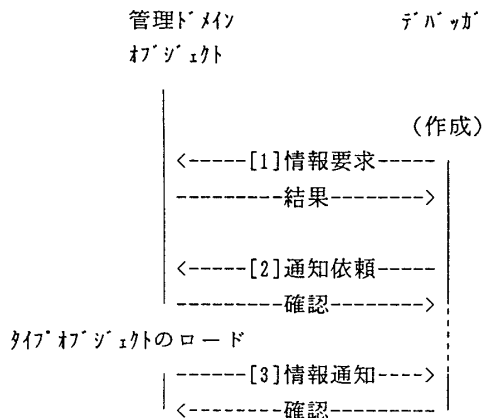 管理ﾄﾞﾒｲﾝ ﾃﾞﾊﾞｯｶﾞ
ｵﾌﾞｼﾞｪｸﾄ
(作成)
<-----[1]情報要求-----
---------結果-------->
<-----[2]通知依頼-----
---------確認-------->
ﾀｲﾌﾟｵﾌﾞｼﾞｪｸﾄのロード
------[3]情報通知---->
<--------確認---------